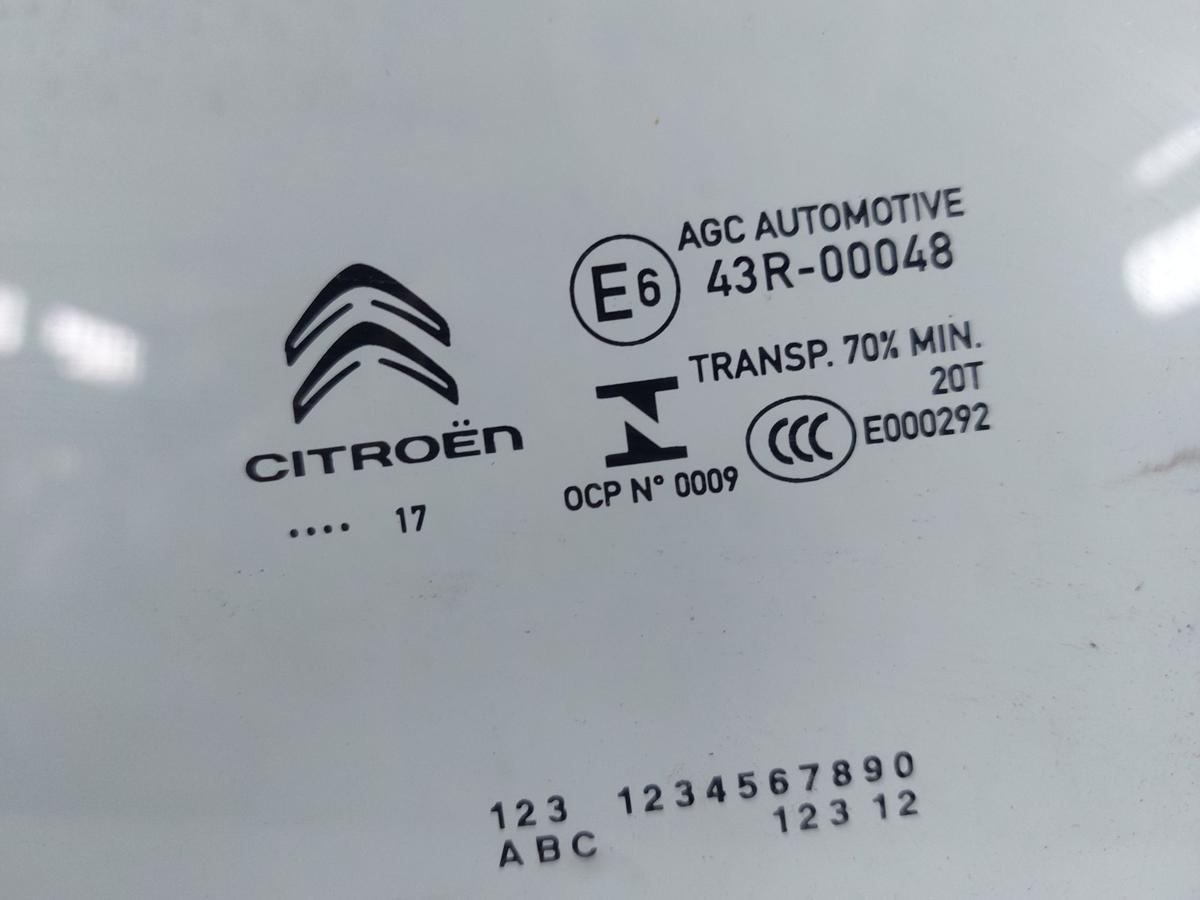 CITROËN
.... 17
E6
AGC AUTOMOTIVE
43R-00048
TRANSP. 70% MIN.
20T
OCP N° 0009
CCC E000292
123 1234567890
ABC 123 12